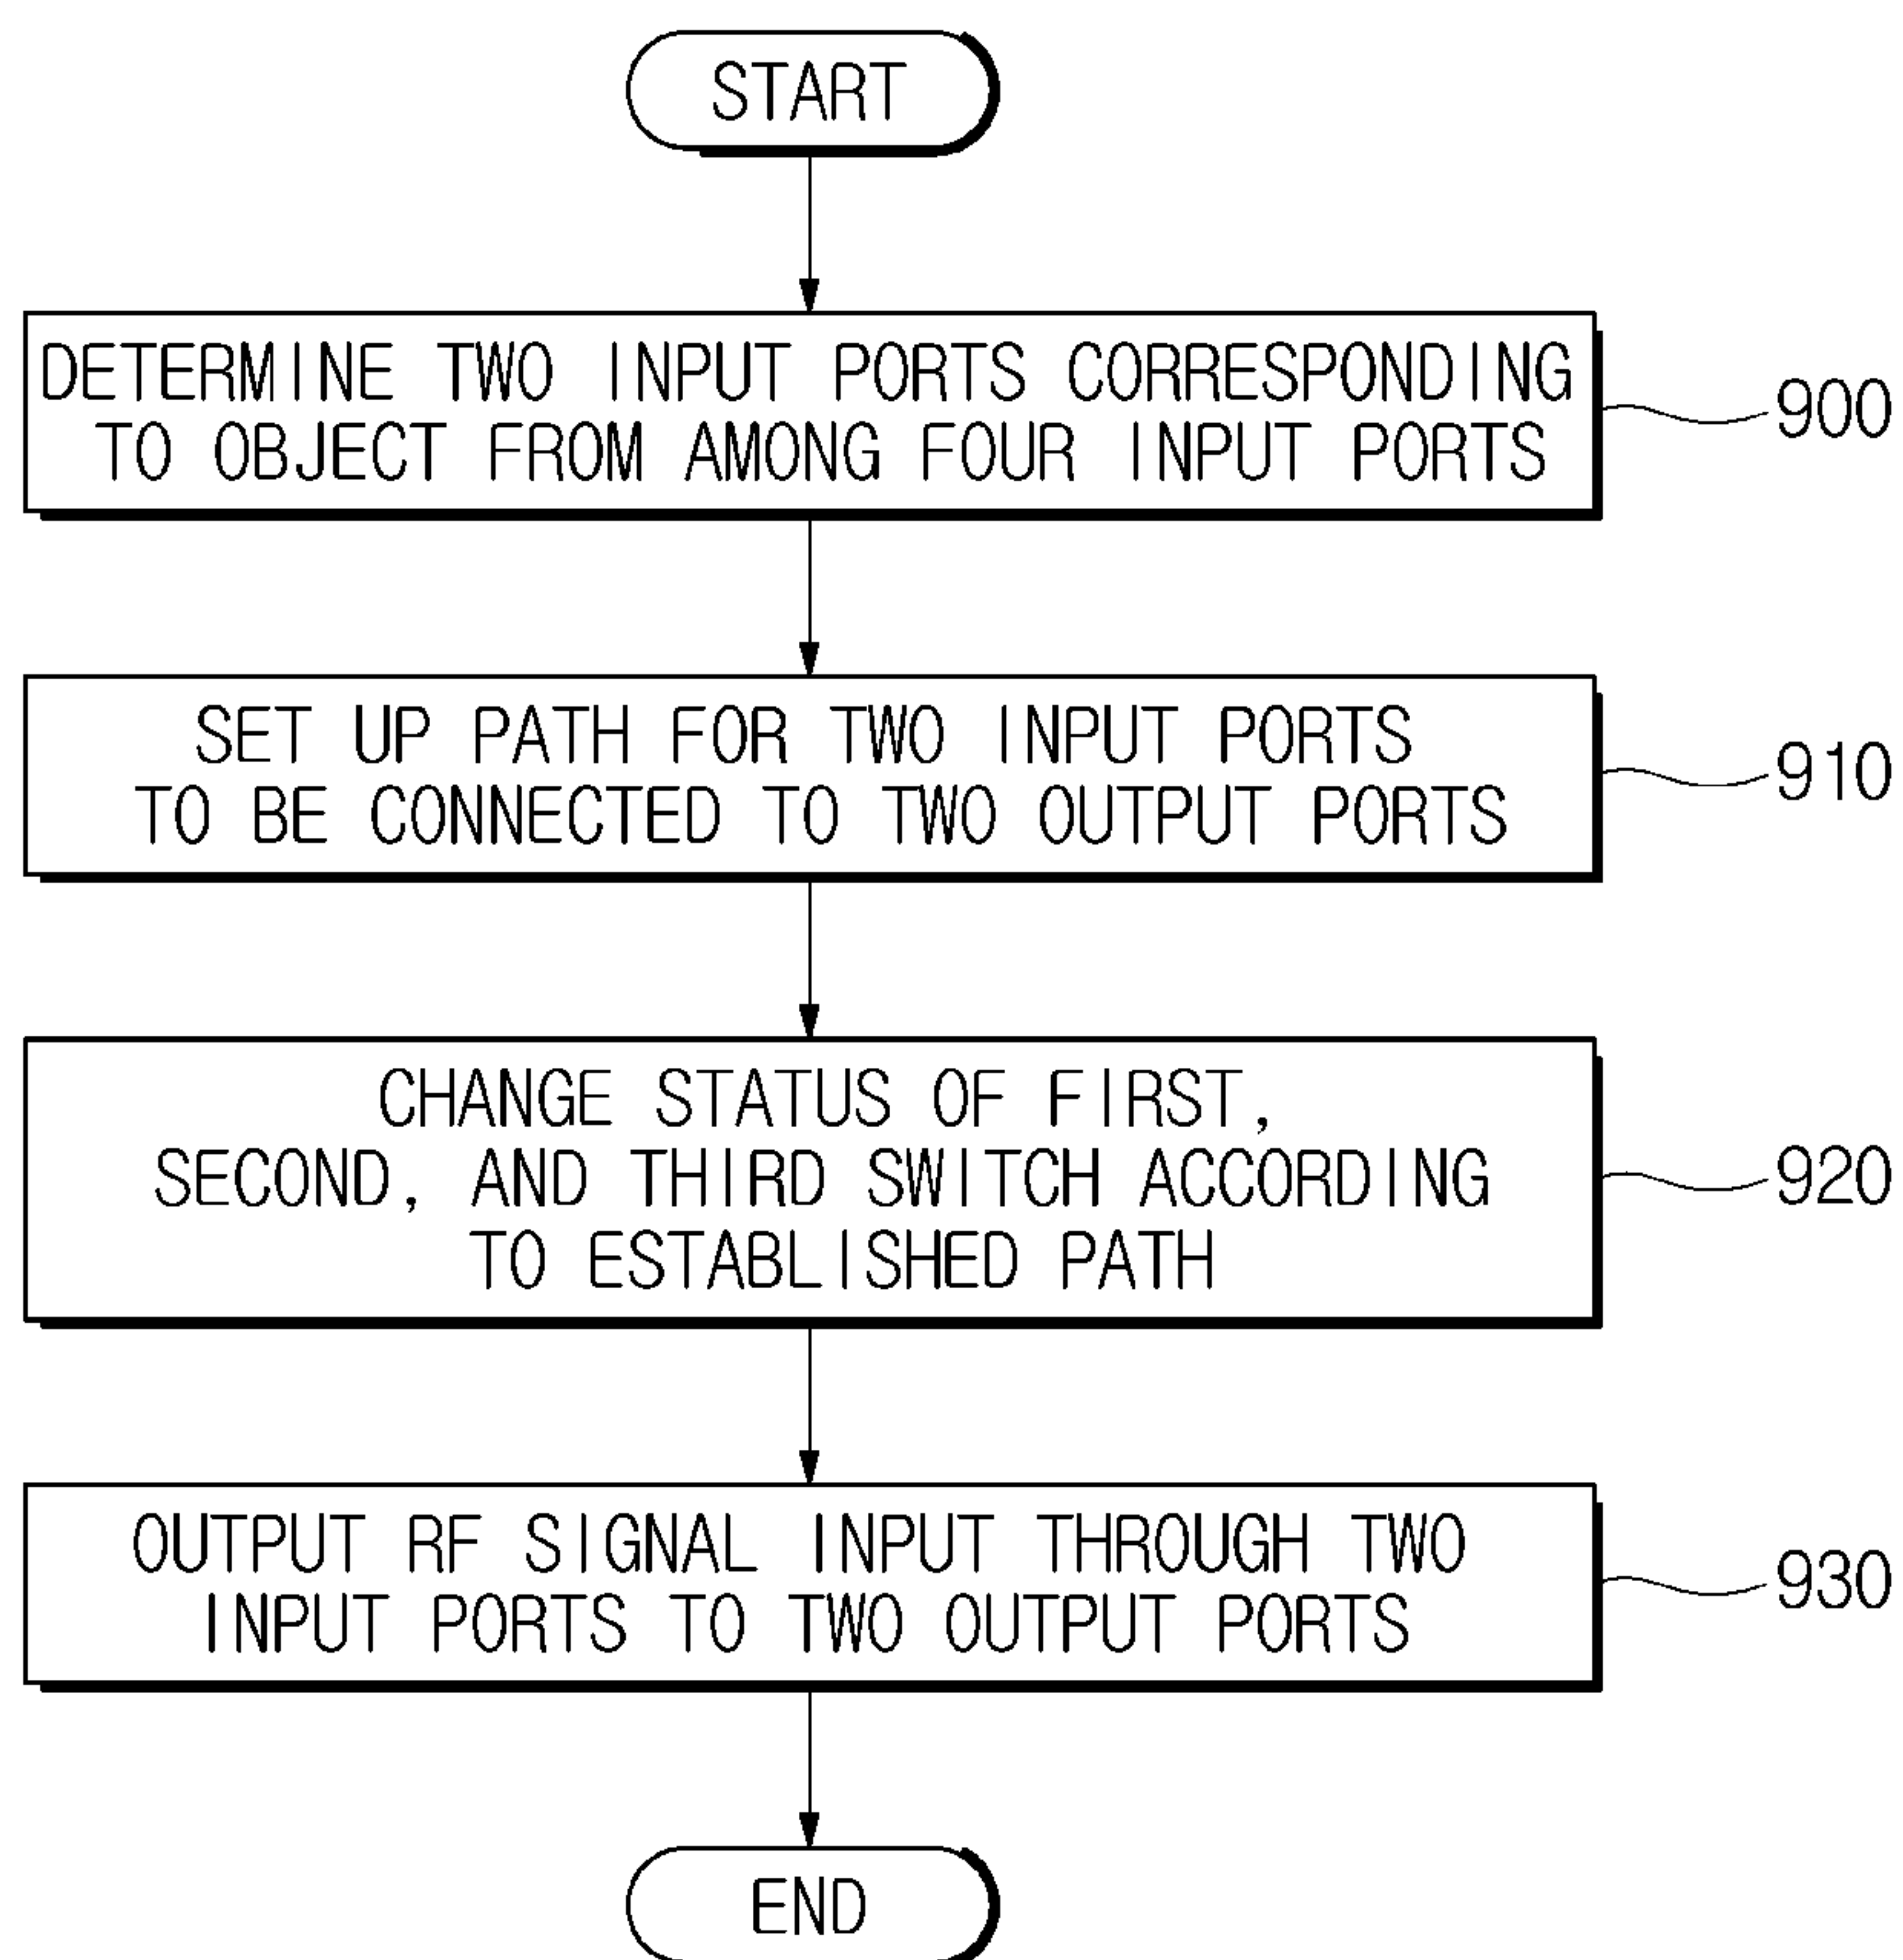 START
DETERMINE TWO INPUT PORTS CORRESPONDING
TO OBJECT FROM AMONG FOUR INPUT PORTS
900
SET UP PATH FOR TWO INPUT PORTS
TO BE CONNECTED TO TWO OUTPUT PORTS
910
CHANGE STATUS OF FIRST,
SECOND, AND THIRD SWITCH ACCORDING
TO ESTABLISHED PATH
920
OUTPUT RF SIGNAL INPUT THROUGH TWO
INPUT PORTS TO TWO OUTPUT PORTS
930
END